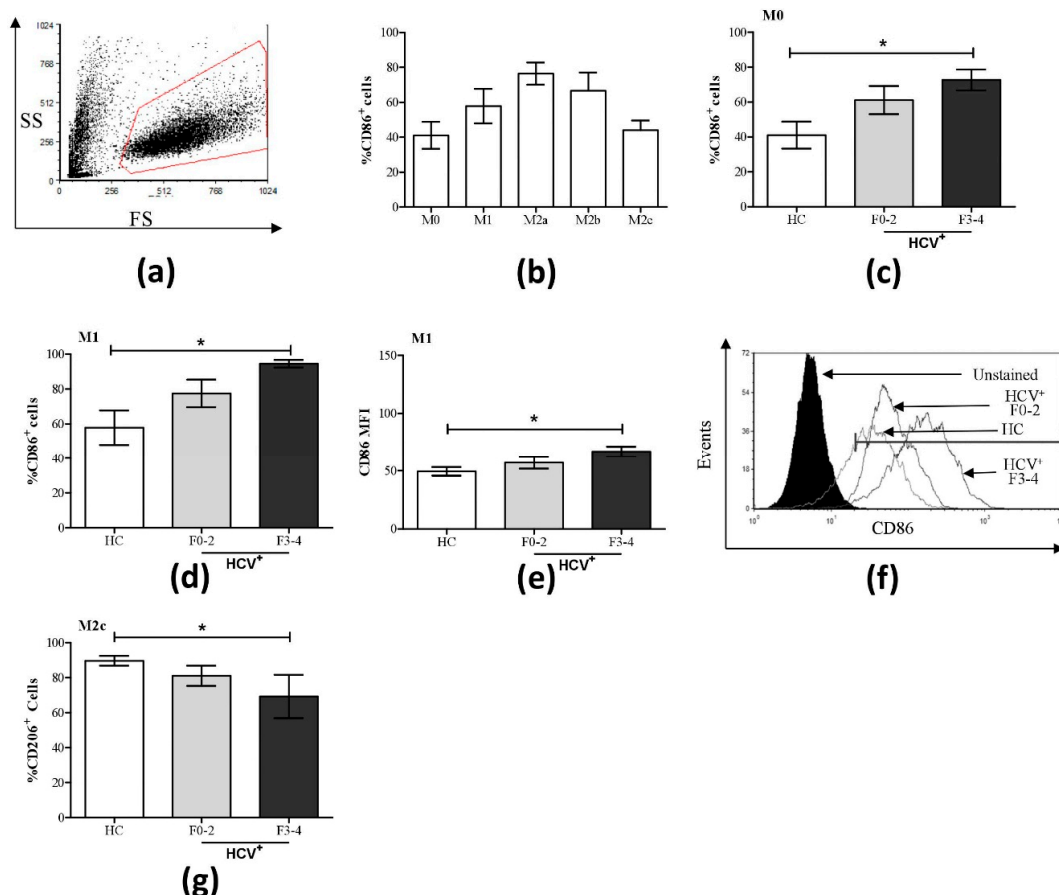 1024
768
512
256
0
SS
0 256 512 768 1024
FS
(a)
%CD86+ cells
100
80
60
40
20
0
M0 M1 M2a M2b M2c
(b)
M0
*
%CD86+ cells
100
80
60
40
20
0
HC F0-2 F3-4
HCV+
(c)
M1
*
%CD86+ cells
100
80
60
40
20
0
HC F0-2 F3-4
HCV+
(d)
M1
*
CD86 MFI
150
100
50
0
HC F0-2 F3-4
HCV+
(e)
Events
72
54
36
18
0
Unstained
HCV+
F0-2
HC
HCV+
F3-4
CD86
(f)
M2c
*
%CD206+ Cells
100
80
60
40
20
0
HC F0-2 F3-4
HCV+
(g)